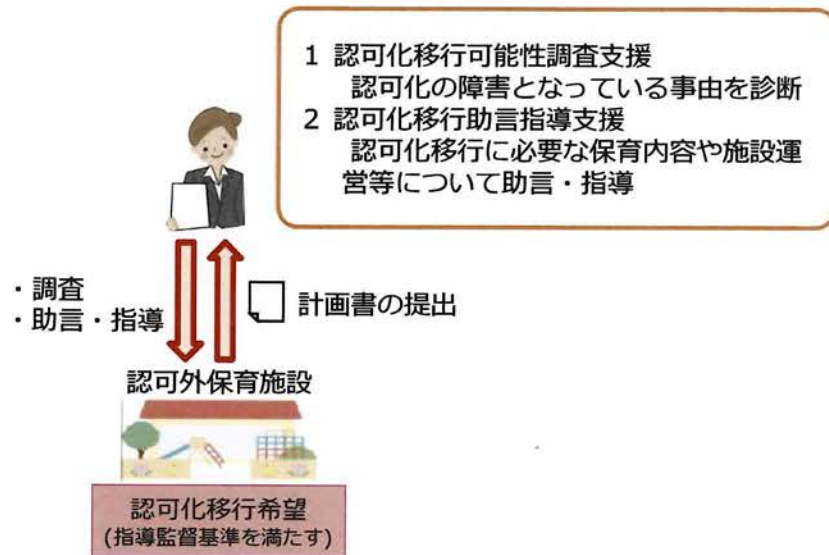 1 認可化移行可能性調査支援
認可化の障害となっている事由を診断
2 認可化移行助言指導支援
認可化移行に必要な保育内容や施設運
営等について助言・指導
・調査
・助言・指導
計画書の提出
認可外保育施設
認可化移行希望
(指導監督基準を満たす)